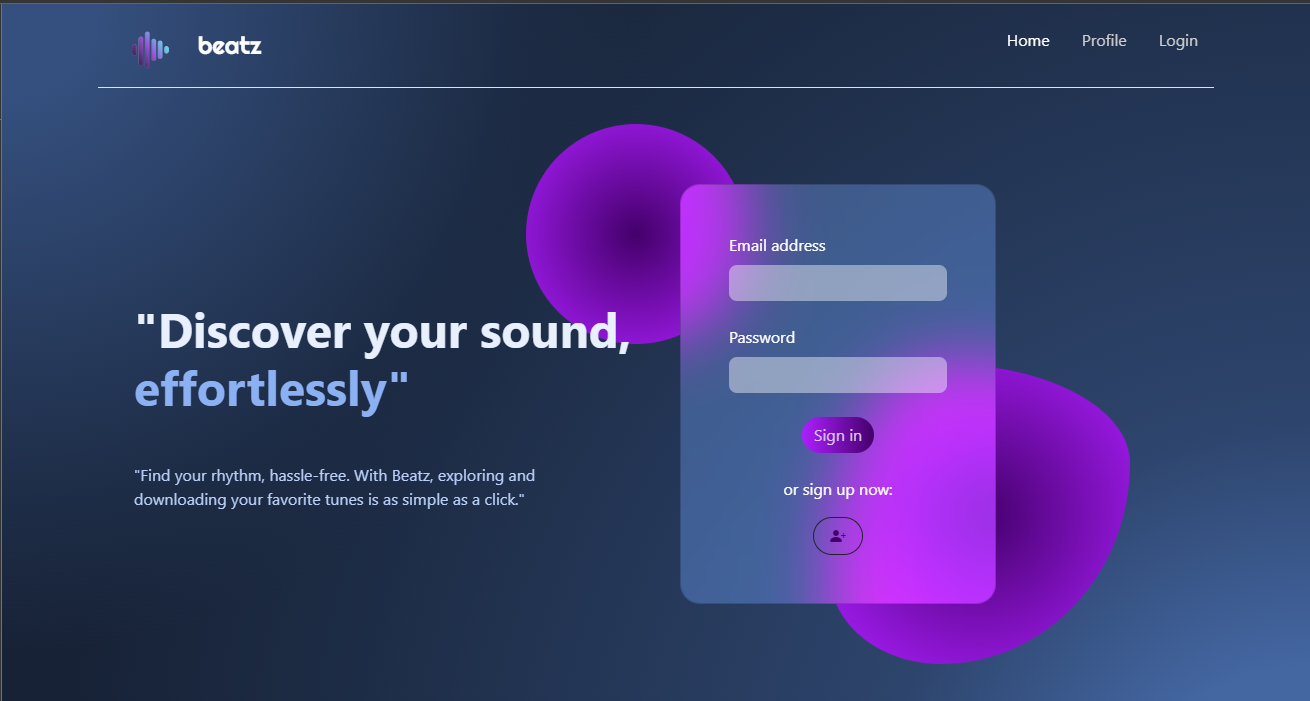 beatz
Home Profile Login
"Discover your sound,
effortlessly"
"Find your rhythm, hassle-free. With Beatz, exploring and
downloading your favorite tunes is as simple as a click."
Email address
Password
Sign in
or sign up now: